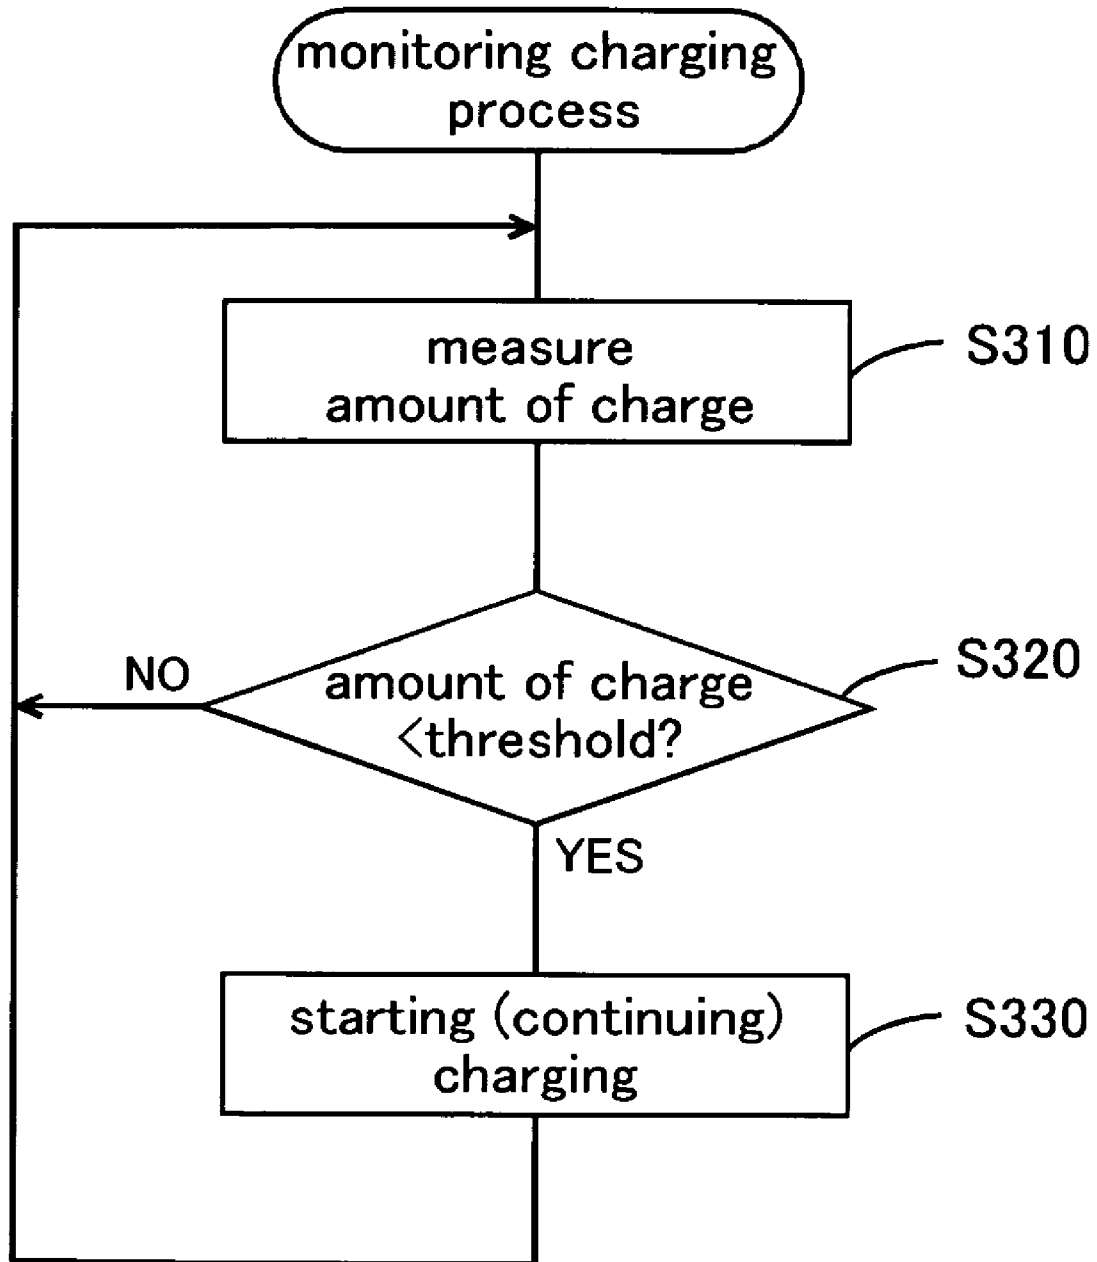 monitoring charging
process
measure
amount of charge
S310
amount of charge
<threshold?
S320
NO
YES
starting (continuing)
charging
S330